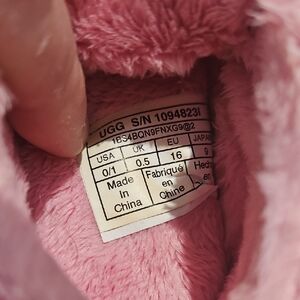 UGG S/N 1094823I
1BS4BQN9FNXG9@2
USA UK EU JAPAN
0/1 0.5 16 9
Made in China
Fabriqué en Chine